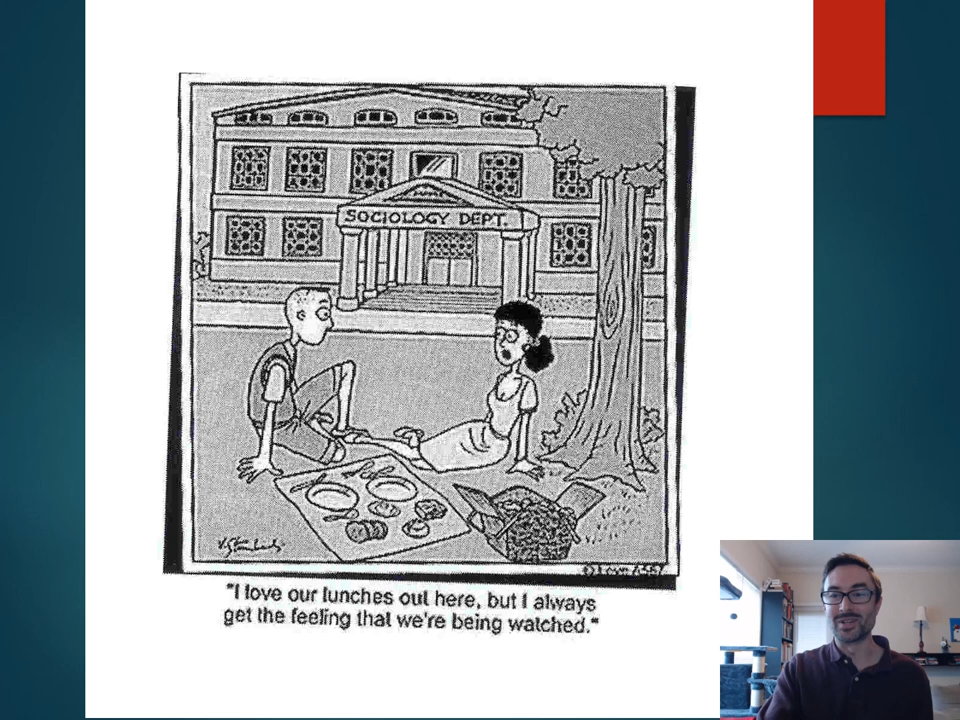 SOCIOLOGY DEPT.
"I love our lunches out here, but I always
get the feeling that we're being watched."